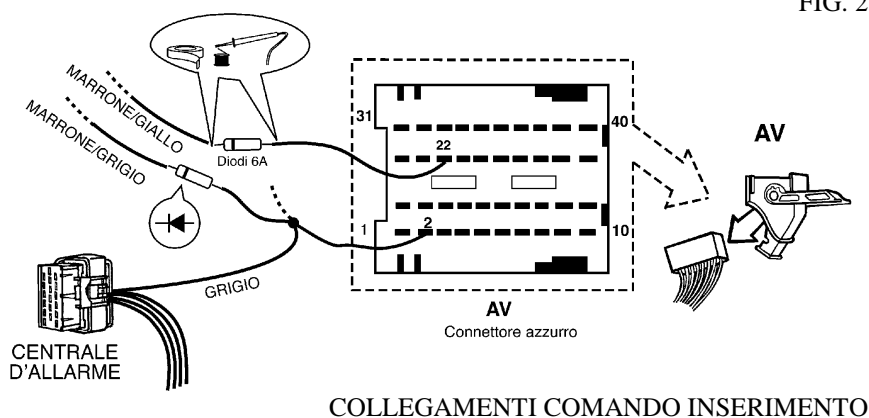 FIG. 2
MARRONE/GIALLO
MARRONE/GRIGIO
Diodi 6A
31
40
22
1
2
10
AV
AV
Connettore azzurro
GRIGIO
CENTRALE
D'ALLARME
COLLEGAMENTI COMANDO INSERIMENTO